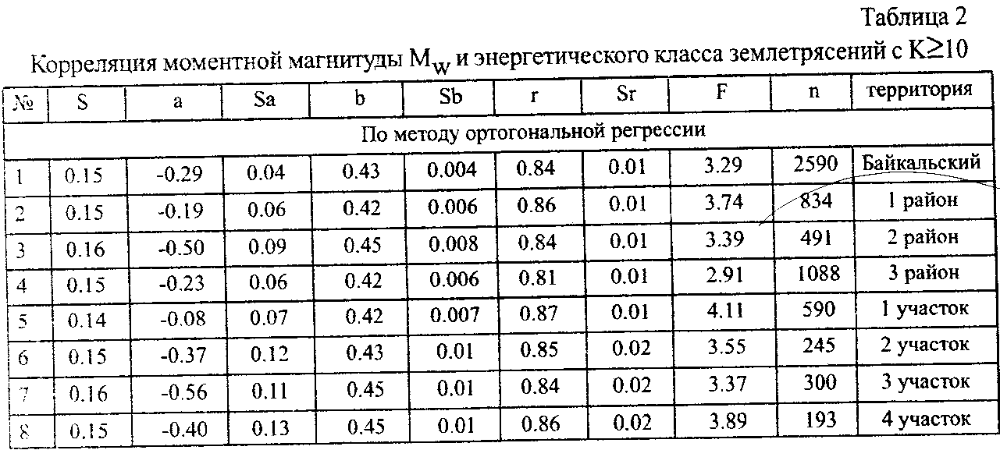 Таблица 2
Корреляция моментной магнитуды Mw и энергетического класса землетрясений с K≥10
№ S a Sa b Sb r Sr F n территория
По методу ортогональной регрессии
1 0.15 -0.29 0.04 0.43 0.004 0.84 0.01 3.29 2590 Байкальский
2 0.15 -0.19 0.06 0.42 0.006 0.86 0.01 3.74 834 1 район
3 0.16 -0.50 0.09 0.45 0.008 0.84 0.01 3.39 491 2 район
4 0.15 -0.23 0.06 0.42 0.006 0.81 0.01 2.91 1088 3 район
5 0.14 -0.08 0.07 0.42 0.007 0.87 0.01 4.11 590 1 участок
6 0.15 -0.37 0.12 0.43 0.01 0.85 0.02 3.55 245 2 участок
7 0.16 -0.56 0.11 0.45 0.01 0.84 0.02 3.37 300 3 участок
8 0.15 -0.40 0.13 0.45 0.01 0.86 0.02 3.89 193 4 участок